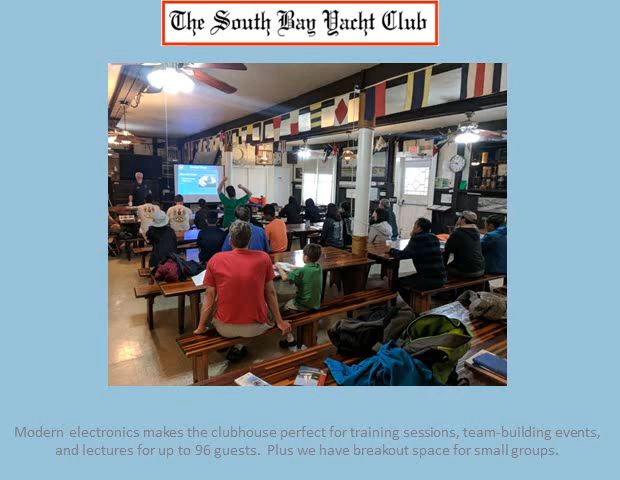 The South Bay Yacht Club
Modern electronics makes the clubhouse perfect for training sessions, team-building events,
and lectures for up to 96 guests. Plus we have breakout space for small groups.